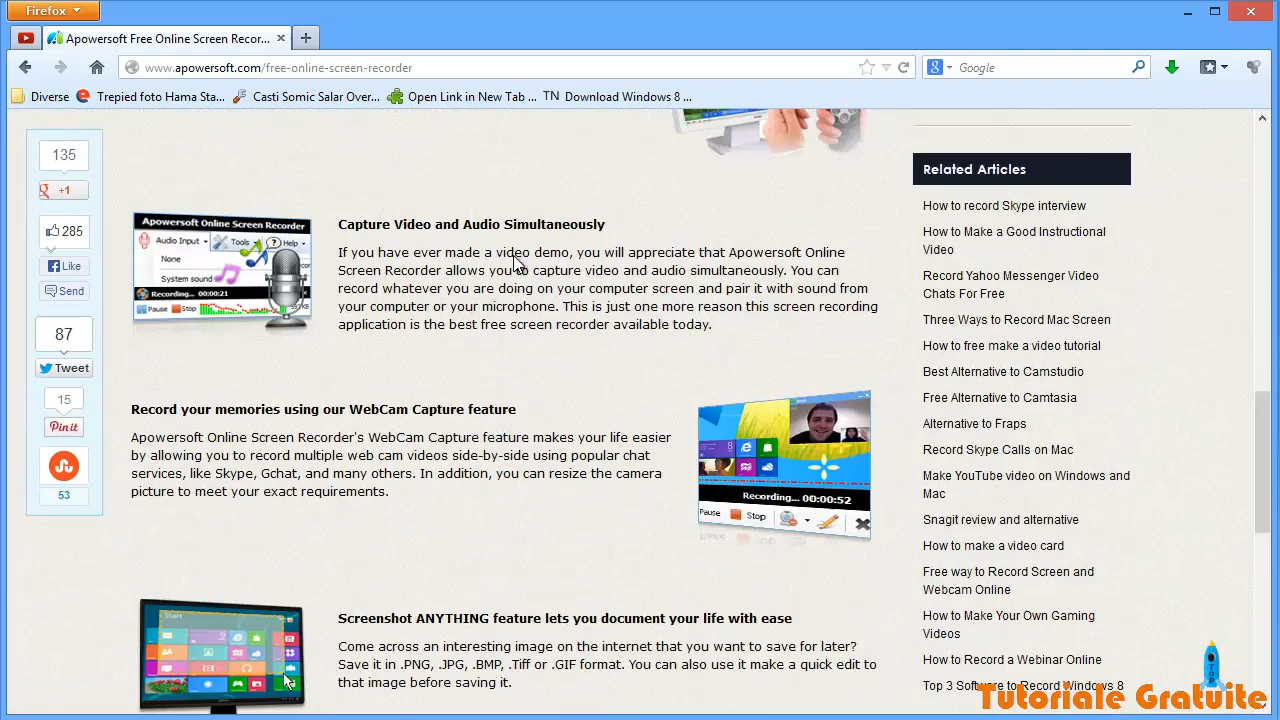 Firefox
Apowersoft Free Online Screen Recor...
www.apowersoft.com/free-online-screen-recorder
Google
Diverse
Trepied foto Hama Sta...
Casti Somic Salar Over...
Open Link in New Tab ...
TN Download Windows 8 ...
135
+1
285
Like
Send
87
Tweet
15
Pin it
53
Apowersoft Online Screen Recorder
Audio Input
Tools
Help
None
System sound
Recording... 00:00:21
Pause
Stop
Capture Video and Audio Simultaneously
If you have ever made a video demo, you will appreciate that Apowersoft Online
Screen Recorder allows you to capture video and audio simultaneously. You can
record whatever you are doing on your computer screen and pair it with sound from
your computer or your microphone. This is just one more reason this screen recording
application is the best free screen recorder available today.
Record your memories using our WebCam Capture feature
Apowersoft Online Screen Recorder's WebCam Capture feature makes your life easier
by allowing you to record multiple web cam videos side-by-side using popular chat
services, like Skype, Gchat, and many others. In addition, you can resize the camera
picture to meet your exact requirements.
Recording... 00:00:52
Pause
Stop
Start
Screenshot ANYTHING feature lets you document your life with ease
Come across an interesting image on the internet that you want to save for later?
Save it in .PNG, .JPG, .BMP, .Tiff or .GIF format. You can also use it make a quick edit to
that image before saving it.
Related Articles
How to record Skype interview
How to Make a Good Instructional
Video
Record Yahoo Messenger Video
Chats For Free
Three Ways to Record Mac Screen
How to free make a video tutorial
Best Alternative to Camstudio
Free Alternative to Camtasia
Alternative to Fraps
Record Skype Calls on Mac
Make YouTube video on Windows and
Mac
Snagit review and alternative
How to make a video card
Free way to Record Screen and
Webcam Online
How to Make Your Own Gaming
Videos
How to Record a Webinar Online
Top 3 Software to Record Windows 8
TOP
Tutoriale Gratuite